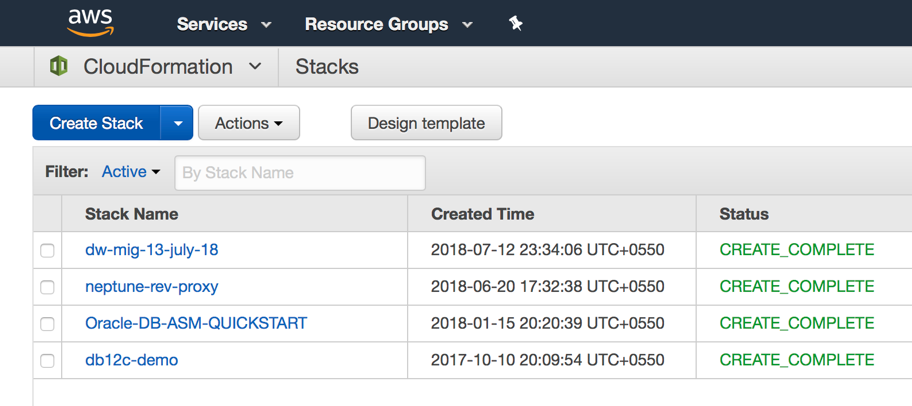 aws Services Resource Groups
CloudFormation Stacks
Create Stack Actions Design template
Filter: Active By Stack Name
Stack Name Created Time Status
dw-mig-13-july-18 2018-07-12 23:34:06 UTC+0550 CREATE_COMPLETE
neptune-rev-proxy 2018-06-20 17:32:38 UTC+0550 CREATE_COMPLETE
Oracle-DB-ASM-QUICKSTART 2018-01-15 20:20:39 UTC+0550 CREATE_COMPLETE
db12c-demo 2017-10-10 20:09:54 UTC+0550 CREATE_COMPLETE